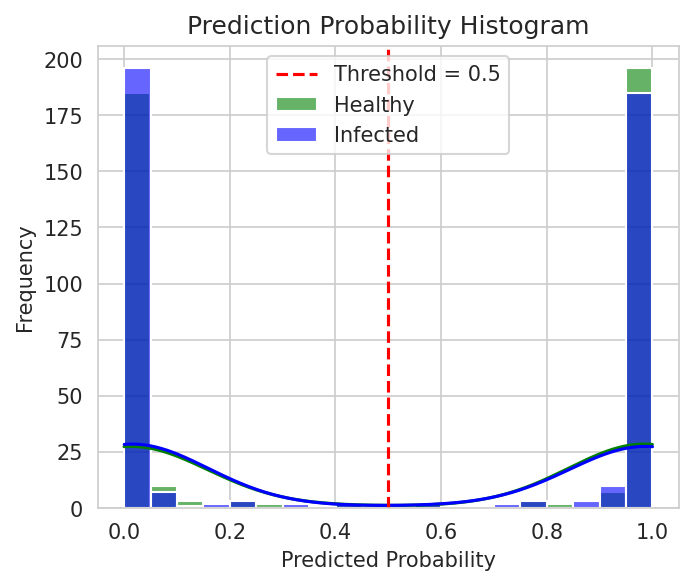 Prediction Probability Histogram
Threshold = 0.5
Healthy
Infected
Frequency
200
175
150
125
100
75
50
25
0
0.0 0.2 0.4 0.6 0.8 1.0
Predicted Probability